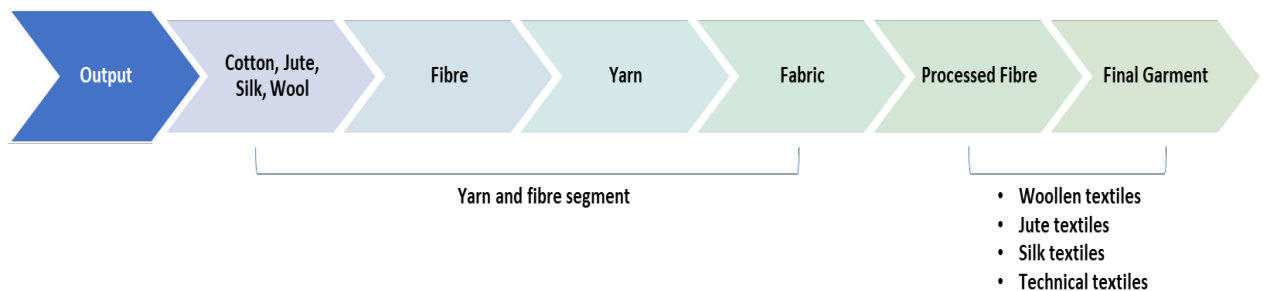 Output
Cotton, Jute,
Silk, Wool
Fibre
Yarn
Fabric
Processed Fibre
Final Garment
Yarn and fibre segment
• Woollen textiles
• Jute textiles
• Silk textiles
• Technical textiles